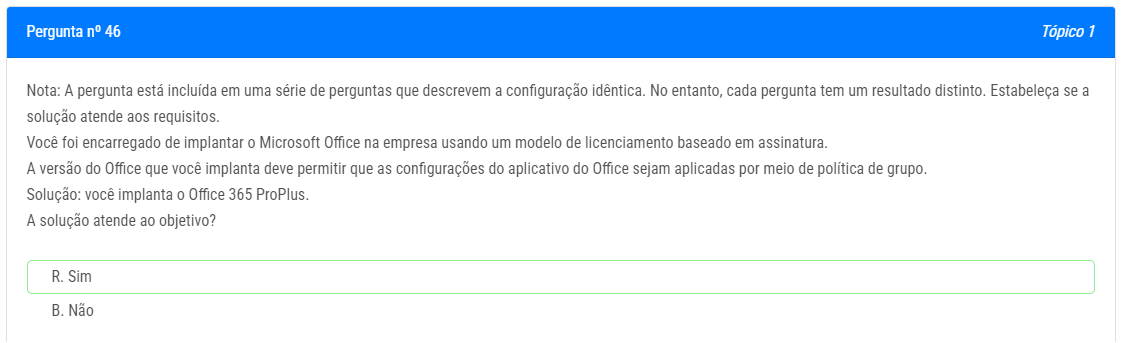 Pergunta nº 46
Tópico 1
Nota: A pergunta está incluída em uma série de perguntas que descrevem a configuração idêntica. No entanto, cada pergunta tem um resultado distinto. Estabeleça se a
solução atende aos requisitos.
Você foi encarregado de implantar o Microsoft Office na empresa usando um modelo de licenciamento baseado em assinatura.
A versão do Office que você implanta deve permitir que as configurações do aplicativo do Office sejam aplicadas por meio de política de grupo.
Solução: você implanta o Office 365 ProPlus.
A solução atende ao objetivo?
R. Sim
B. Não